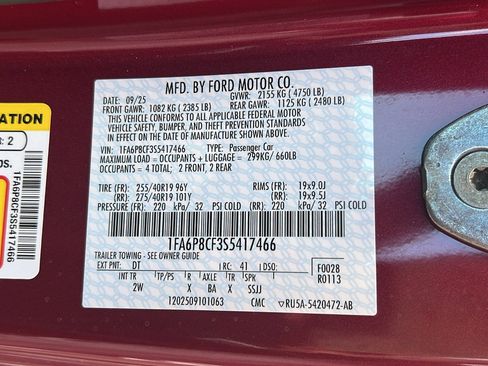 MFD. BY FORD MOTOR CO.
DATE: 09/25 GVWR: 2155 KG ( 4750 LB)
FRONT GAWR: 1082 KG ( 2385 LB) REAR GAWR: 1125 KG ( 2480 LB)
THIS VEHICLE CONFORMS TO ALL APPLICABLE FEDERAL MOTOR
VEHICLE SAFETY, BUMPER, AND THEFT PREVENTION STANDARDS
IN EFFECT ON THE DATE OF MANUFACTURE SHOWN ABOVE.
VIN: 1FA6P8CF3S5417466 TYPE: Passenger Car
MAXIMUM LOAD = OCCUPANTS + LUGGAGE = 299KG/660LB
OCCUPANTS = 4 TOTAL; 2 FRONT, 2 REAR
TIRE (FR): 255/40R19 96Y RIMS (FR): 19x9.0J
TIRE (RR): 275/40R19 101Y (RR): 19x9.5J
PRESSURE (FR): 220 kPa/ 32 PSI COLD (RR): 220 kPa/ 32 PSI COLD
1FA6P8CF3S5417466
TRAILER TOWING - SEE OWNER GUIDE
EXT PNT: DT RC: 41 DSO: F0028
R0113
INT TR TP/PS R AXLE TR SPR
2W X BA X SSJJ
1202509101063 CMC ▽RU5A-5420472-AB
ATION
: 2
bs.
1FA6P8CF3S5417466